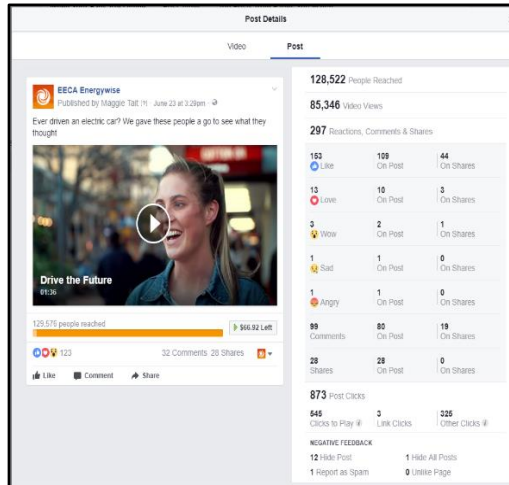 Post Details
Video Post
EECA Energywise
Published by Maggie Tait · June 23 at 3:29pm ·
Ever driven an electric car? We gave these people a go to see what they
thought
Drive the Future
01:36
129,576 people reached
$66.92 Left
123
32 Comments 28 Shares
Like Comment Share
128,522 People Reached
85,346 Video Views
297 Reactions, Comments & Shares
153 109 44
Like On Post On Shares
13 10 3
Love On Post On Shares
3 2 1
Wow On Post On Shares
1 1 0
Sad On Post On Shares
1 1 0
Angry On Post On Shares
99 80 19
Comments On Post On Shares
28 28 0
Shares On Post On Shares
873 Post Clicks
545 3 325
Clicks to Play Link Clicks Other Clicks
NEGATIVE FEEDBACK
12 Hide Post 1 Hide All Posts
1 Report as Spam 0 Unlike Page